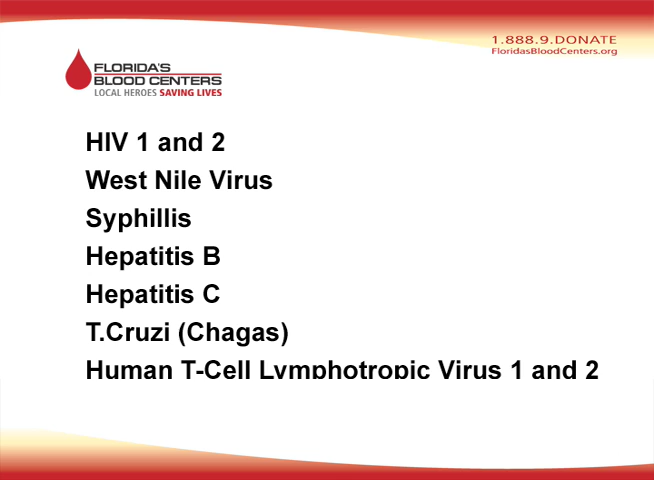 1.888.9.DONATE
FloridasBloodCenters.org
FLORIDA'S
BLOOD CENTERS
LOCAL HEROES SAVING LIVES
HIV 1 and 2
West Nile Virus
Syphillis
Hepatitis B
Hepatitis C
T.Cruzi (Chagas)
Human T-Cell Lymphotropic Virus 1 and 2